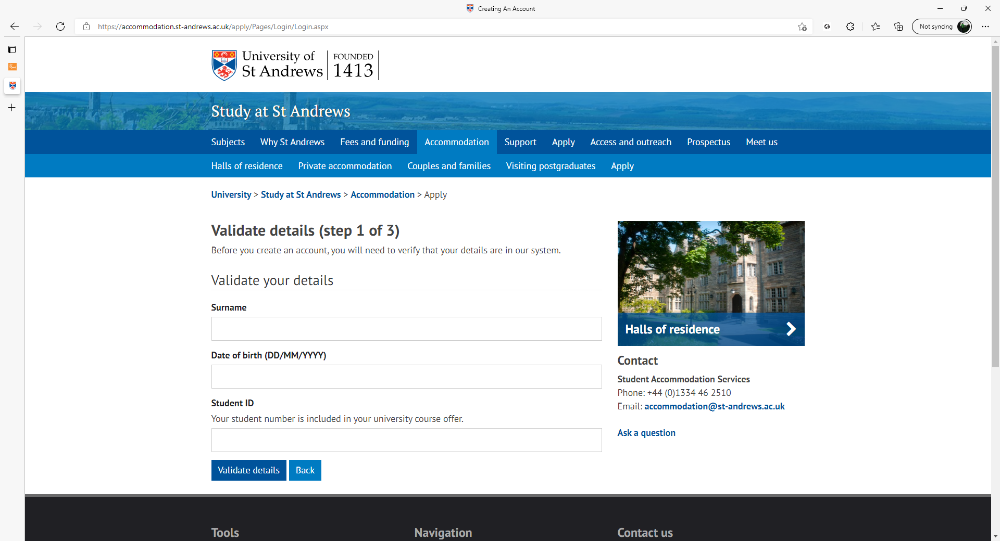 Creating An Account
https://accommodation.st-andrews.ac.uk/apply/Pages/Login/Login.aspx
Not syncing
University of
St Andrews
FOUNDED
1413
Study at St Andrews
Subjects Why St Andrews Fees and funding Accommodation Support Apply Access and outreach Prospectus Meet us
Halls of residence Private accommodation Couples and families Visiting postgraduates Apply
University > Study at St Andrews > Accommodation > Apply
Validate details (step 1 of 3)
Before you create an account, you will need to verify that your details are in our system.
Validate your details
Surname
Date of birth (DD/MM/YYYY)
Student ID
Your student number is included in your university course offer.
Validate details Back
Halls of residence
Contact
Student Accommodation Services
Phone: +44 (0)1334 46 2510
Email: accommodation@st-andrews.ac.uk
Ask a question
Tools Navigation Contact us